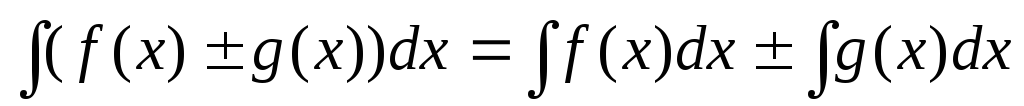 ∫(f(x) ± g(x))dx = ∫f(x)dx ± ∫g(x)dx